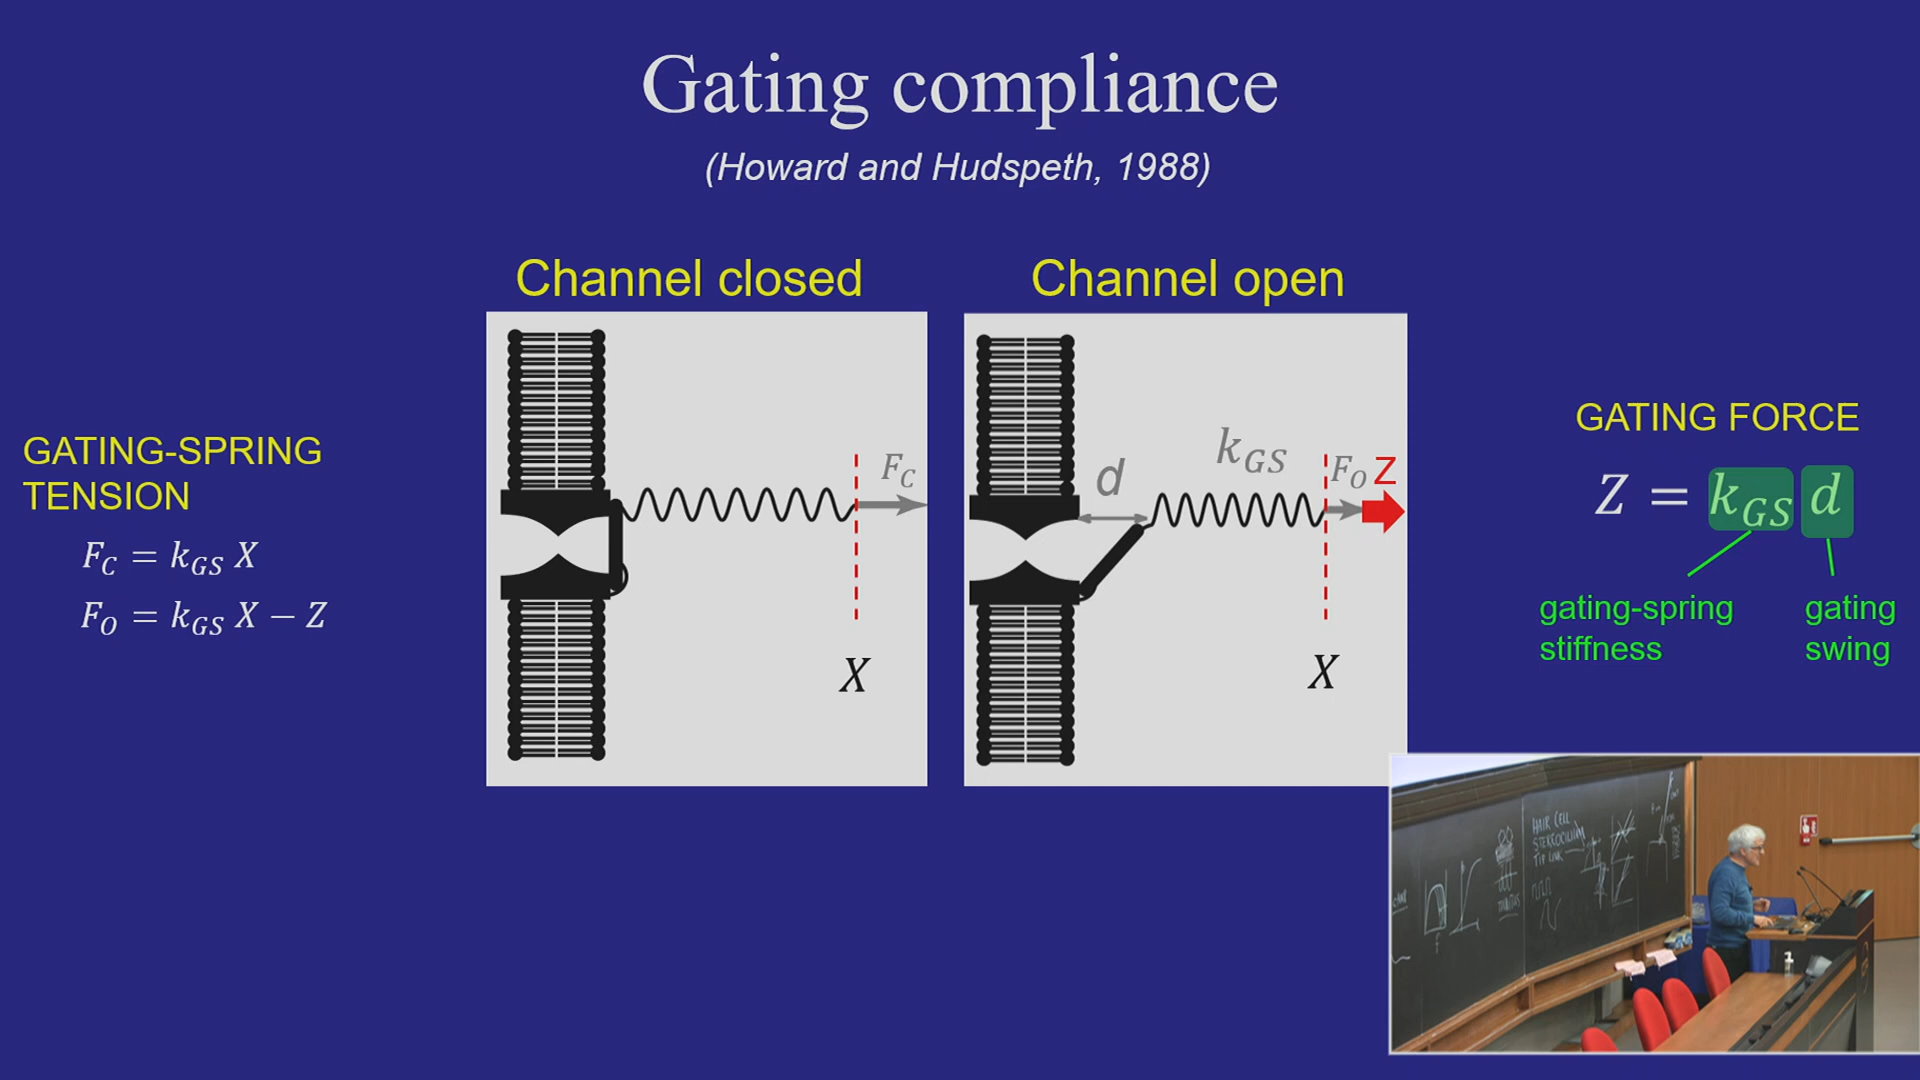 Gating compliance
(Howard and Hudspeth, 1988)
Channel closed
Channel open
GATING-SPRING
TENSION
F_C = k_GS X
F_O = k_GS X − Z
F_C
X
d
k_GS
F_O
Z
X
GATING FORCE
Z = k_GS d
gating-spring
stiffness
gating
swing
HAIR CELL
STEREOCILIUM
TIP LINK